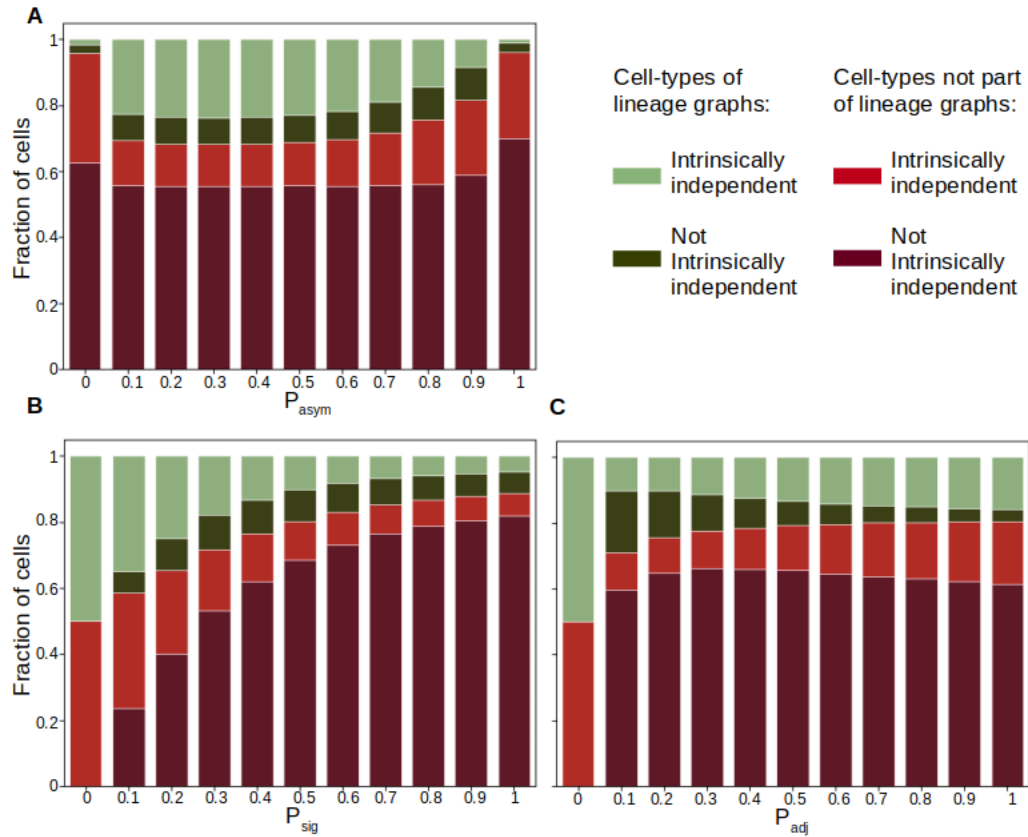 A
1
0.8
0.6
0.4
0.2
0
Fraction of cells
0 0.1 0.2 0.3 0.4 0.5 0.6 0.7 0.8 0.9 1
P_asym
Cell-types of
lineage graphs:
Intrinsically
independent
Not
Intrinsically
independent
Cell-types not part
of lineage graphs:
Intrinsically
independent
Not
Intrinsically
independent
B
1
0.8
0.6
0.4
0.2
0
Fraction of cells
0 0.1 0.2 0.3 0.4 0.5 0.6 0.7 0.8 0.9 1
P_sig
C
0 0.1 0.2 0.3 0.4 0.5 0.6 0.7 0.8 0.9 1
P_adj